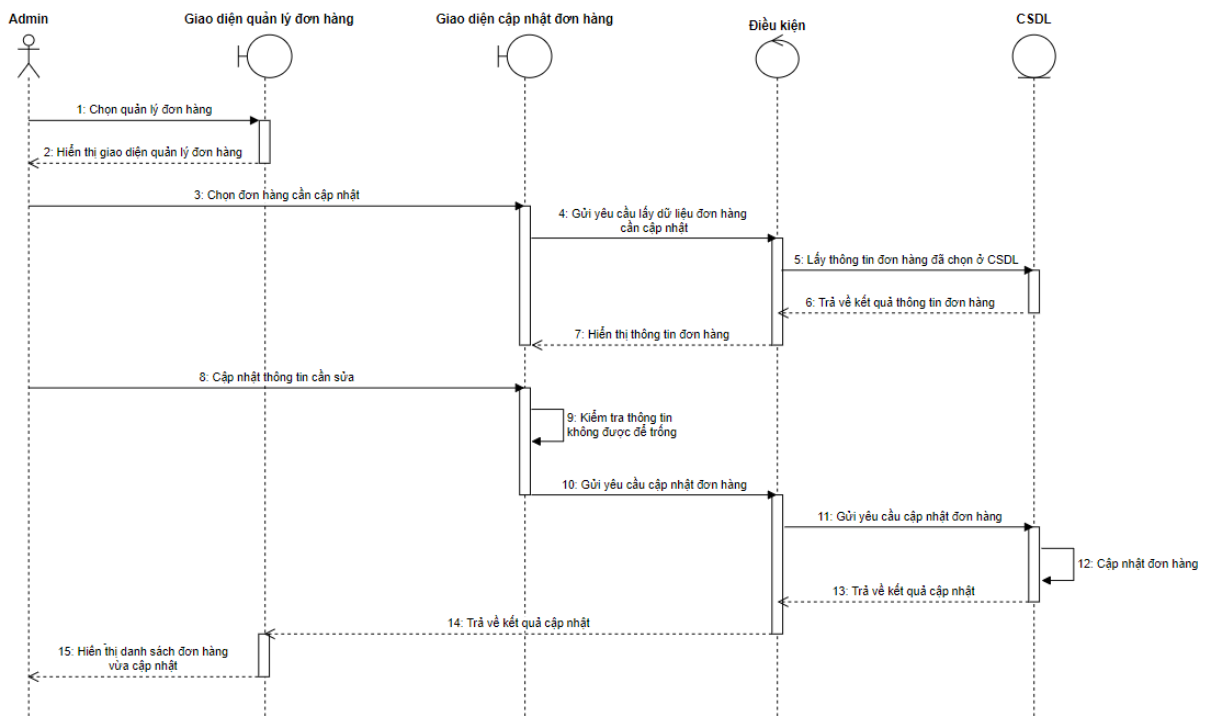 Admin
Giao diện quản lý đơn hàng
Giao diện cập nhật đơn hàng
Điều kiện
CSDL
1: Chọn quản lý đơn hàng
2: Hiển thị giao diện quản lý đơn hàng
3: Chọn đơn hàng cần cập nhật
4: Gửi yêu cầu lấy dữ liệu đơn hàng
cần cập nhật
5: Lấy thông tin đơn hàng đã chọn ở CSDL
6: Trả về kết quả thông tin đơn hàng
7: Hiển thị thông tin đơn hàng
8: Cập nhật thông tin cần sửa
9: Kiểm tra thông tin
không được để trống
10: Gửi yêu cầu cập nhật đơn hàng
11: Gửi yêu cầu cập nhật đơn hàng
12: Cập nhật đơn hàng
13: Trả về kết quả cập nhật
14: Trả về kết quả cập nhật
15: Hiển thị danh sách đơn hàng
vừa cập nhật